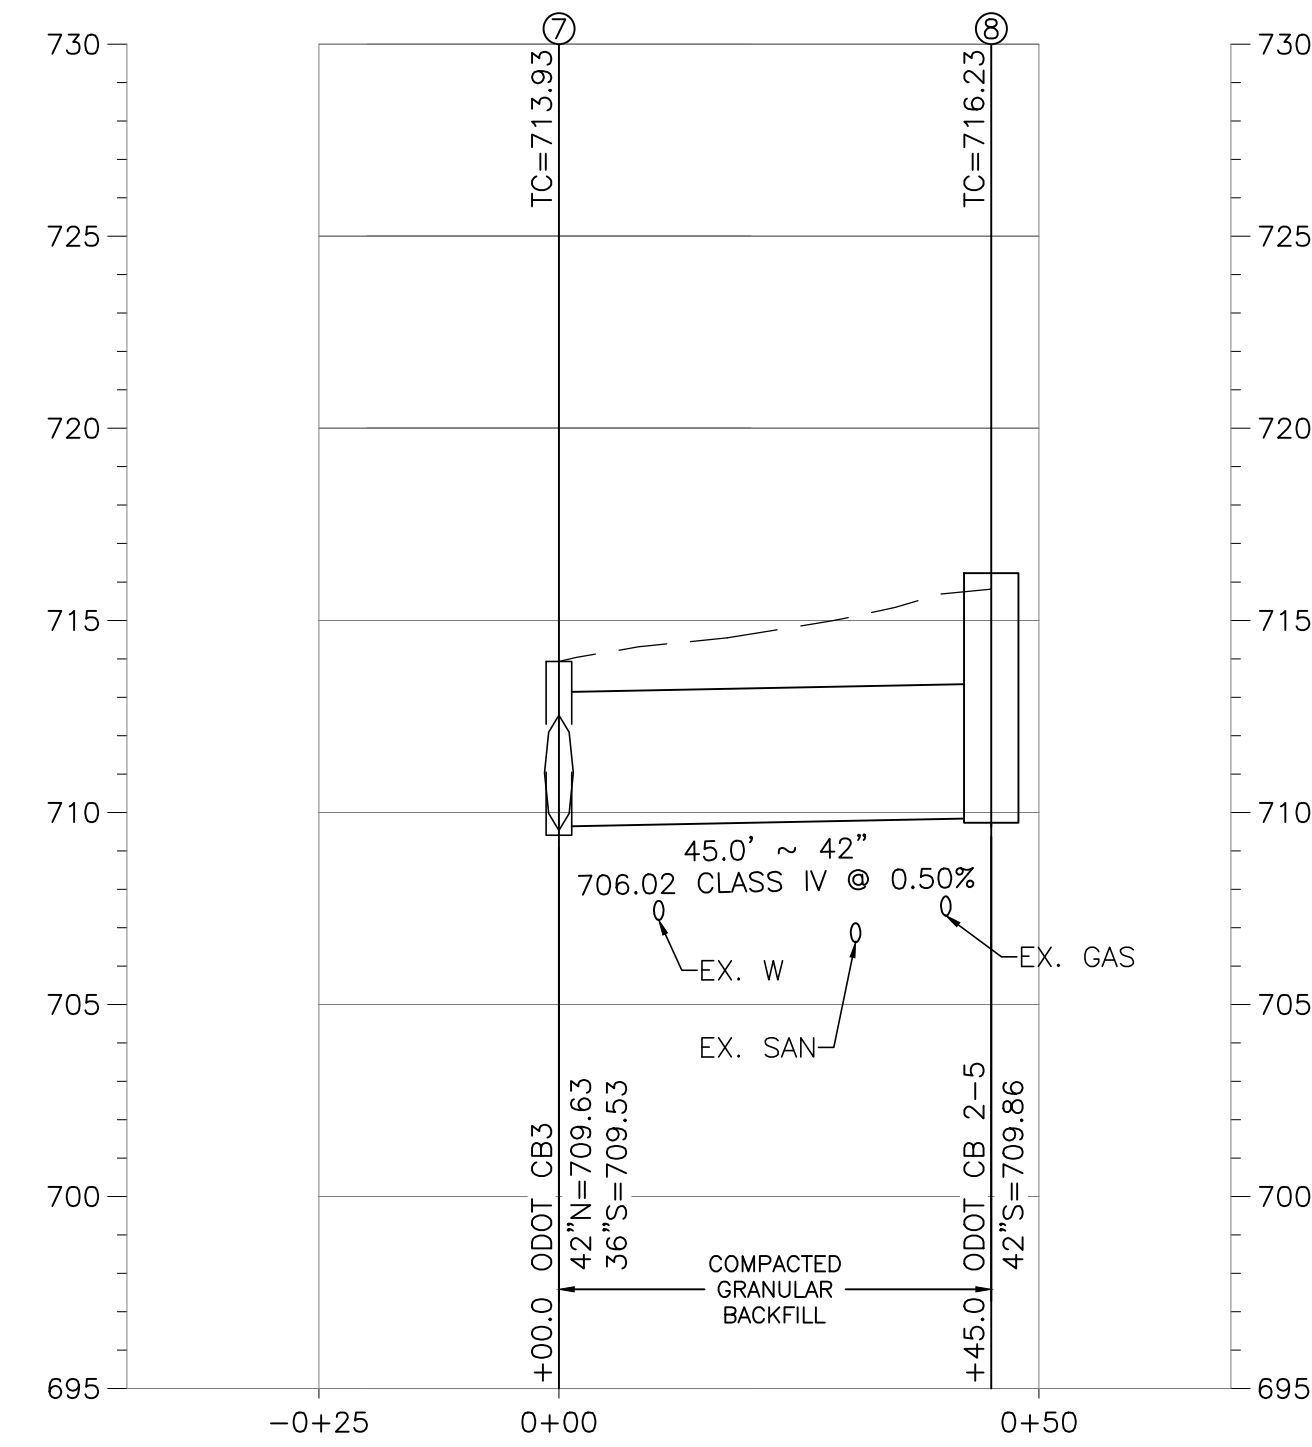 7
8
730
730
TC=713.93
TC=716.23
725
725
720
720
715
715
710
710
45.0' ~ 42"
706.02 CLASS IV @ 0.50%
EX. W
EX. GAS
705
705
EX. SAN
+00.0 ODOT CB3
42"N=709.63
36"S=709.53
+45.0 ODOT CB 2-5
42"S=709.86
700
700
COMPACTED
GRANULAR
BACKFILL
695
695
-0+25
0+00
0+50